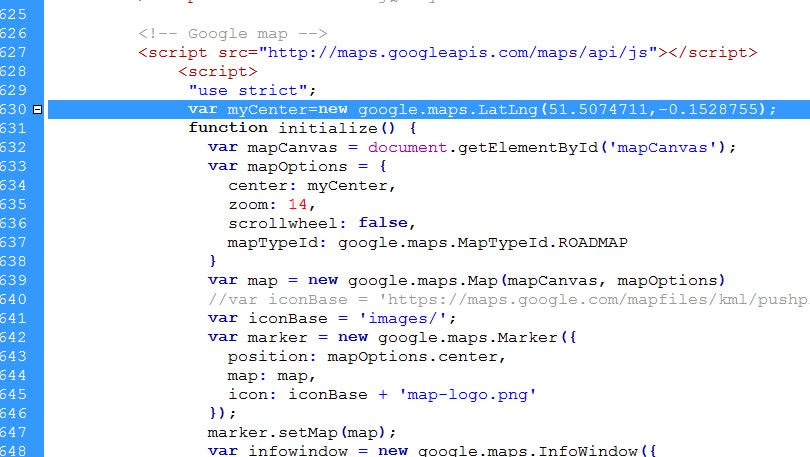 625
626 <!-- Google map -->
627 <script src="http://maps.googleapis.com/maps/api/js"></script>
628 <script>
629 "use strict";
630 var myCenter=new google.maps.LatLng(51.5074711,-0.1528755);
631 function initialize() {
632 var mapCanvas = document.getElementById('mapCanvas');
633 var mapOptions = {
634 center: myCenter,
635 zoom: 14,
636 scrollwheel: false,
637 mapTypeId: google.maps.MapTypeId.ROADMAP
638 }
639 var map = new google.maps.Map(mapCanvas, mapOptions)
640 //var iconBase = 'https://maps.google.com/mapfiles/kml/pushp
641 var iconBase = 'images/';
642 var marker = new google.maps.Marker({
643 position: mapOptions.center,
644 map: map,
645 icon: iconBase + 'map-logo.png'
646 });
647 marker.setMap(map);
648 var infowindow = new google.maps.InfoWindow({